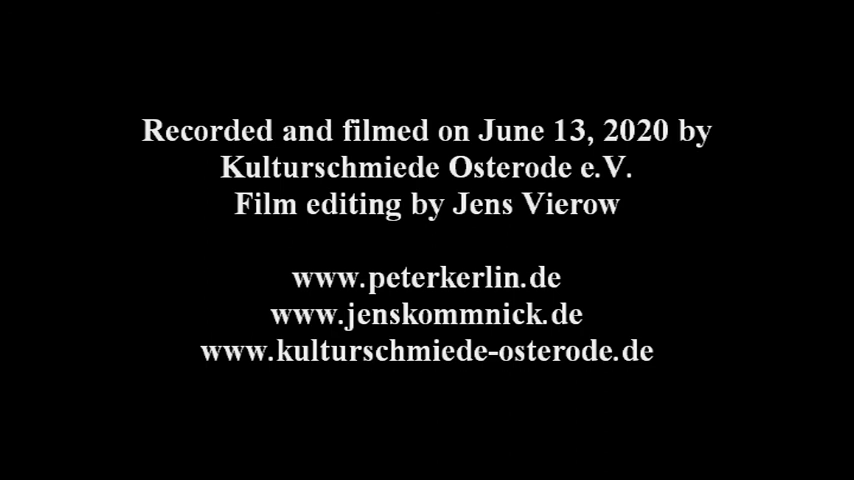 Recorded and filmed on June 13, 2020 by
Kulturschmiede Osterode e.V.
Film editing by Jens Vierow
www.peterkerlin.de
www.jenskommnick.de
www.kulturschmiede-osterode.de